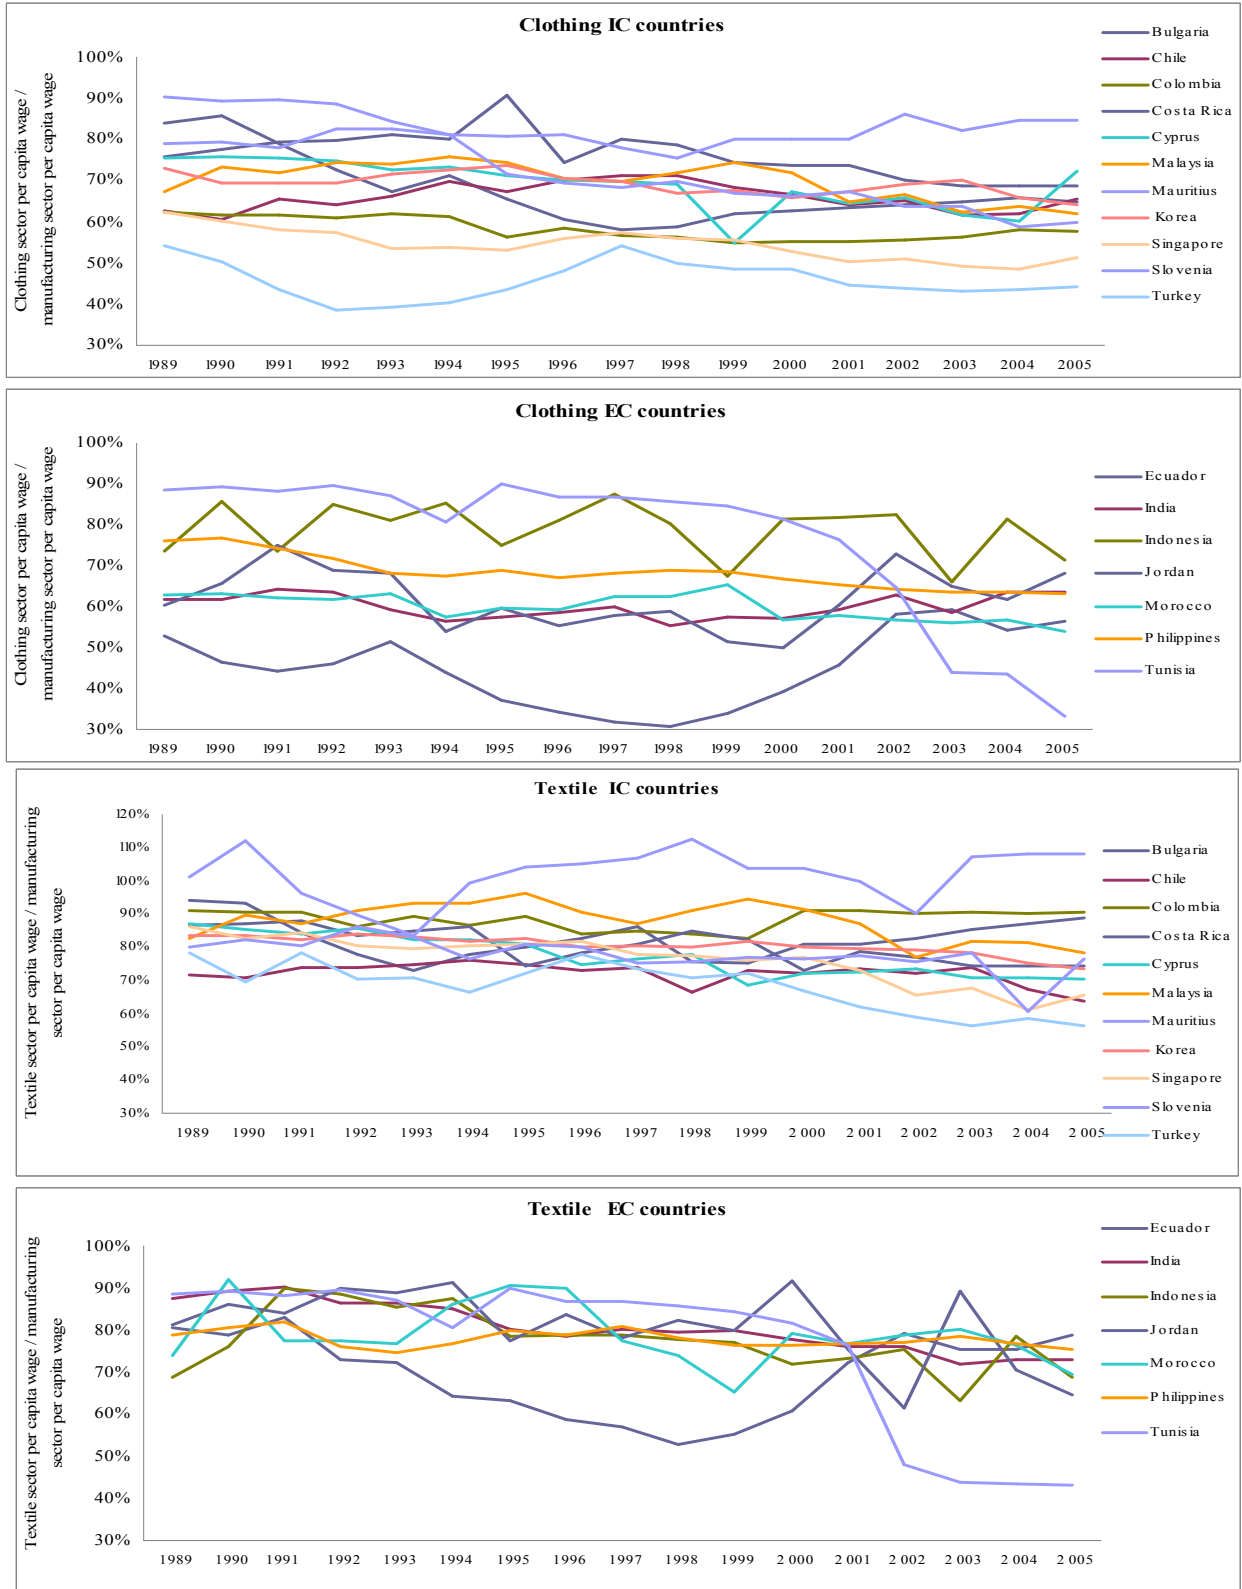 Clothing IC countries
Clothing sector per capita wage /
manufacturing sector per capita wage
100%
90%
80%
70%
60%
50%
40%
30%
1989 1990 1991 1992 1993 1994 1995 1996 1997 1998 1999 2000 2001 2002 2003 2004 2005
Bulgaria
Chile
Colombia
Costa Rica
Cyprus
Malaysia
Mauritius
Korea
Singapore
Slovenia
Turkey
Clothing EC countries
Clothing sector per capita wage /
manufacturing sector per capita wage
100%
90%
80%
70%
60%
50%
40%
30%
1989 1990 1991 1992 1993 1994 1995 1996 1997 1998 1999 2000 2001 2002 2003 2004 2005
Ecuador
India
Indonesia
Jordan
Morocco
Philippines
Tunisia
Textile IC countries
Textile sector per capita wage / manufacturing
sector per capita wage
120%
110%
100%
90%
80%
70%
60%
50%
40%
30%
1989 1990 1991 1992 1993 1994 1995 1996 1997 1998 1999 2000 2001 2002 2003 2004 2005
Bulgaria
Chile
Colombia
Costa Rica
Cyprus
Malaysia
Mauritius
Korea
Singapore
Slovenia
Turkey
Textile EC countries
Textile sector per capita wage / manufacturing
sector per capita wage
100%
90%
80%
70%
60%
50%
40%
30%
1989 1990 1991 1992 1993 1994 1995 1996 1997 1998 1999 2000 2001 2002 2003 2004 2005
Ecuador
India
Indonesia
Jordan
Morocco
Philippines
Tunisia